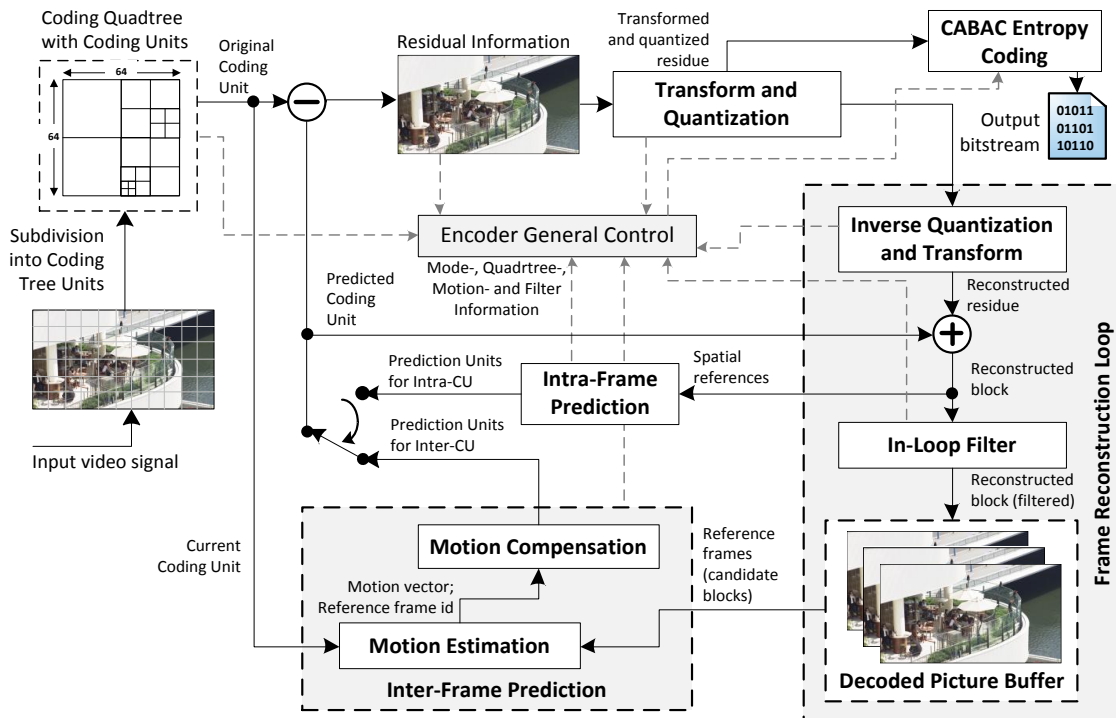 Coding Quadtree
with Coding Units
64
64
Original
Coding
Unit
Residual Information
Transformed
and quantized
residue
Transform and
Quantization
CABAC Entropy
Coding
01011
01101
10110
Output
bitstream
Subdivision
into Coding
Tree Units
Input video signal
Encoder General Control
Mode-, Quadrtree-,
Motion- and Filter
Information
Predicted
Coding
Unit
Inverse Quantization
and Transform
Reconstructed
residue
Reconstructed
block
Frame Reconstruction Loop
Prediction Units
for Intra-CU
Intra-Frame
Prediction
Spatial
references
Prediction Units
for Inter-CU
In-Loop Filter
Reconstructed
block (filtered)
Current
Coding Unit
Motion Compensation
Motion vector;
Reference frame id
Motion Estimation
Inter-Frame Prediction
Reference
frames
(candidate
blocks)
Decoded Picture Buffer